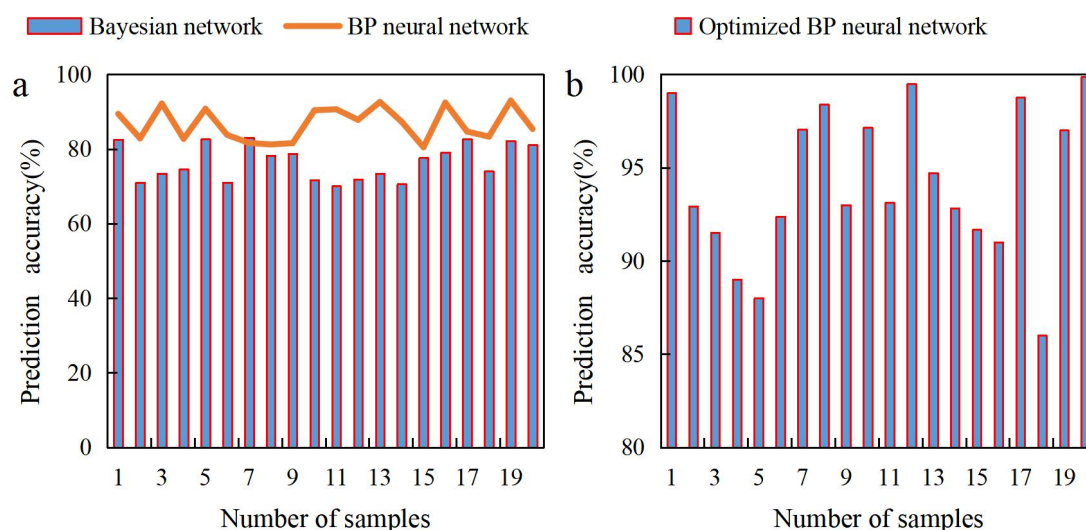 Bayesian network BP neural network Optimized BP neural network
a
100
80
60
40
20
0
Prediction accuracy(%)
1 3 5 7 9 11 13 15 17 19
Number of samples
b
100
95
90
85
80
Prediction accuracy(%)
1 3 5 7 9 11 13 15 17 19
Number of samples